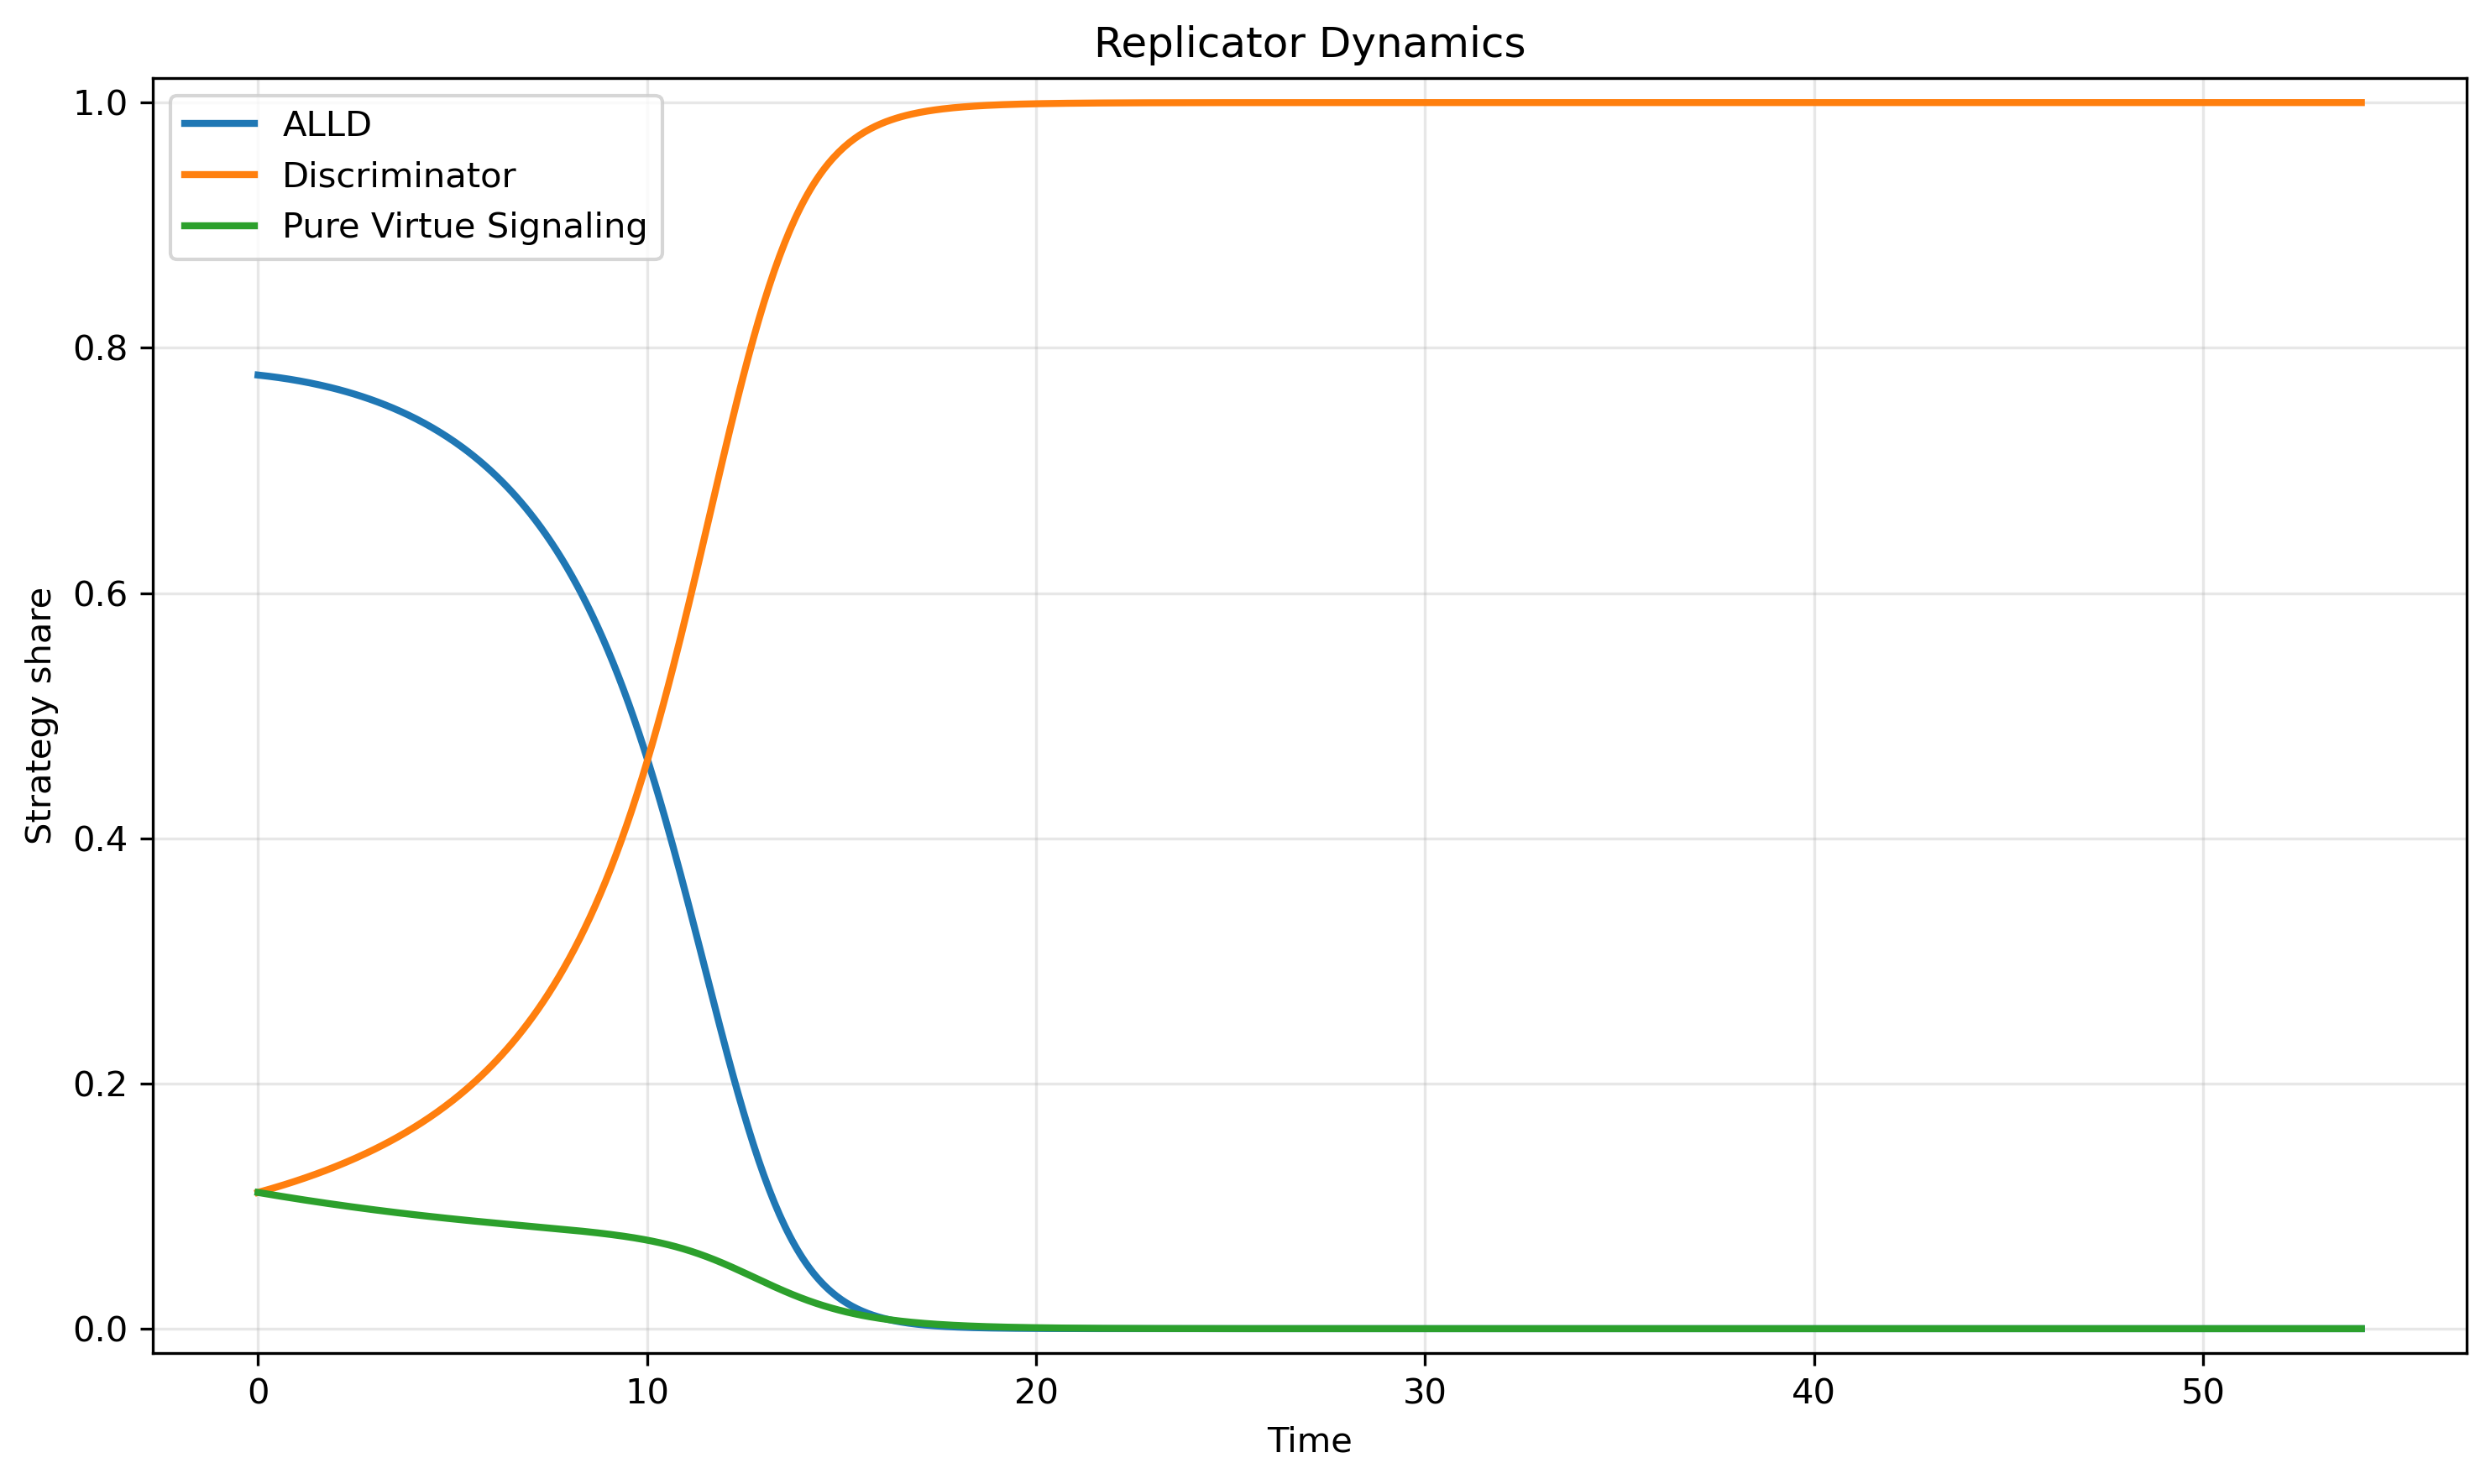 Replicator Dynamics
ALLD
Discriminator
Pure Virtue Signaling
1.0
0.8
0.6
0.4
0.2
0.0
Strategy share
0 10 20 30 40 50
Time